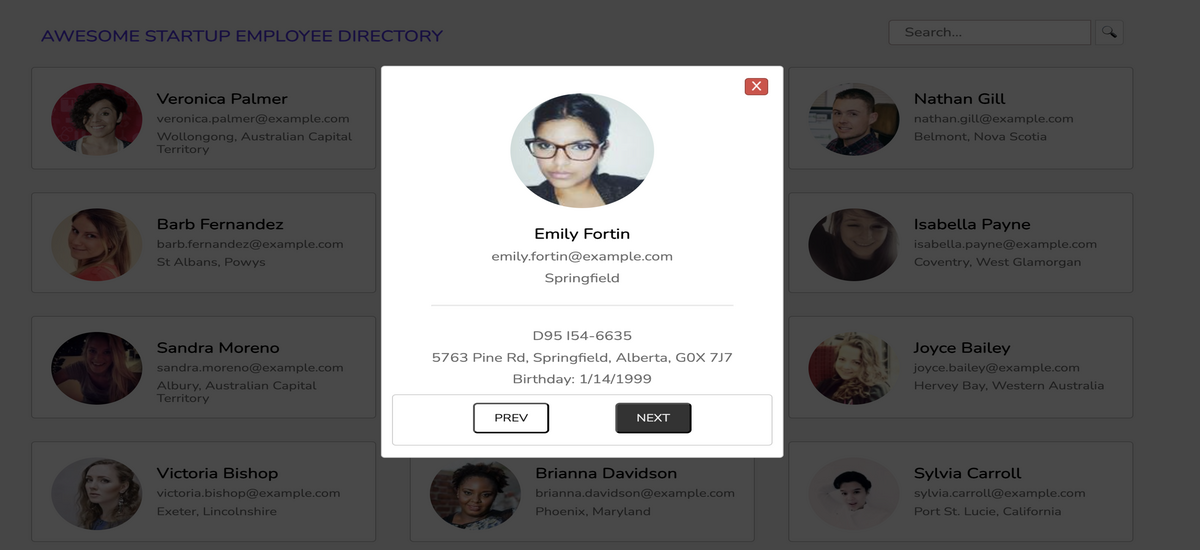 AWESOME STARTUP EMPLOYEE DIRECTORY
Search...
Veronica Palmer
veronica.palmer@example.com
Wollongong, Australian Capital
Territory
Nathan Gill
nathan.gill@example.com
Belmont, Nova Scotia
Barb Fernandez
barb.fernandez@example.com
St Albans, Powys
Isabella Payne
isabella.payne@example.com
Coventry, West Glamorgan
Sandra Moreno
sandra.moreno@example.com
Albury, Australian Capital
Territory
Joyce Bailey
joyce.bailey@example.com
Hervey Bay, Western Australia
Victoria Bishop
victoria.bishop@example.com
Exeter, Lincolnshire
Brianna Davidson
brianna.davidson@example.com
Phoenix, Maryland
Sylvia Carroll
sylvia.carroll@example.com
Port St. Lucie, California
X
Emily Fortin
emily.fortin@example.com
Springfield
D95 I54-6635
5763 Pine Rd, Springfield, Alberta, G0X 7J7
Birthday: 1/14/1999
PREV
NEXT